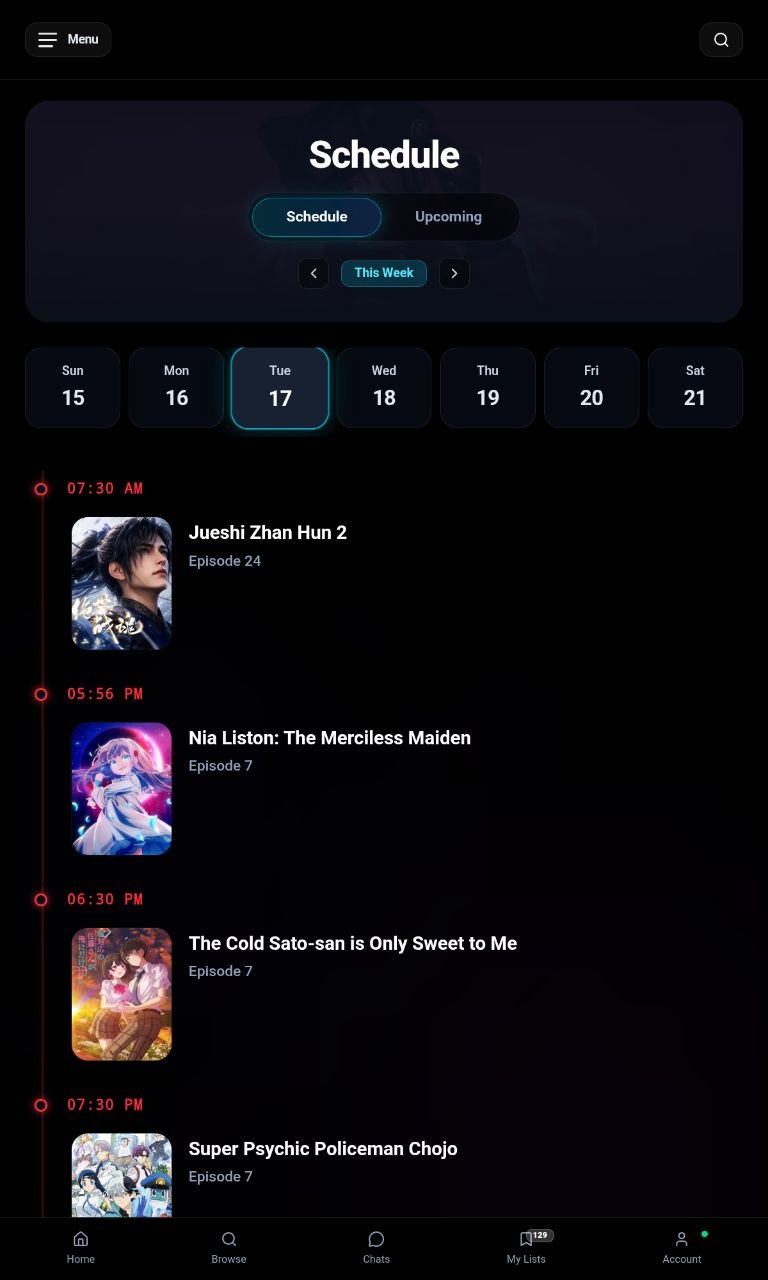 Menu
Schedule
Schedule
Upcoming
This Week
Sun
15
Mon
16
Tue
17
Wed
18
Thu
19
Fri
20
Sat
21
07:30 AM
Jueshi Zhan Hun 2
Episode 24
05:56 PM
Nia Liston: The Merciless Maiden
Episode 7
06:30 PM
The Cold Sato-san is Only Sweet to Me
Episode 7
07:30 PM
Super Psychic Policeman Chojo
Episode 7
Home
Browse
Chats
129
My Lists
Account